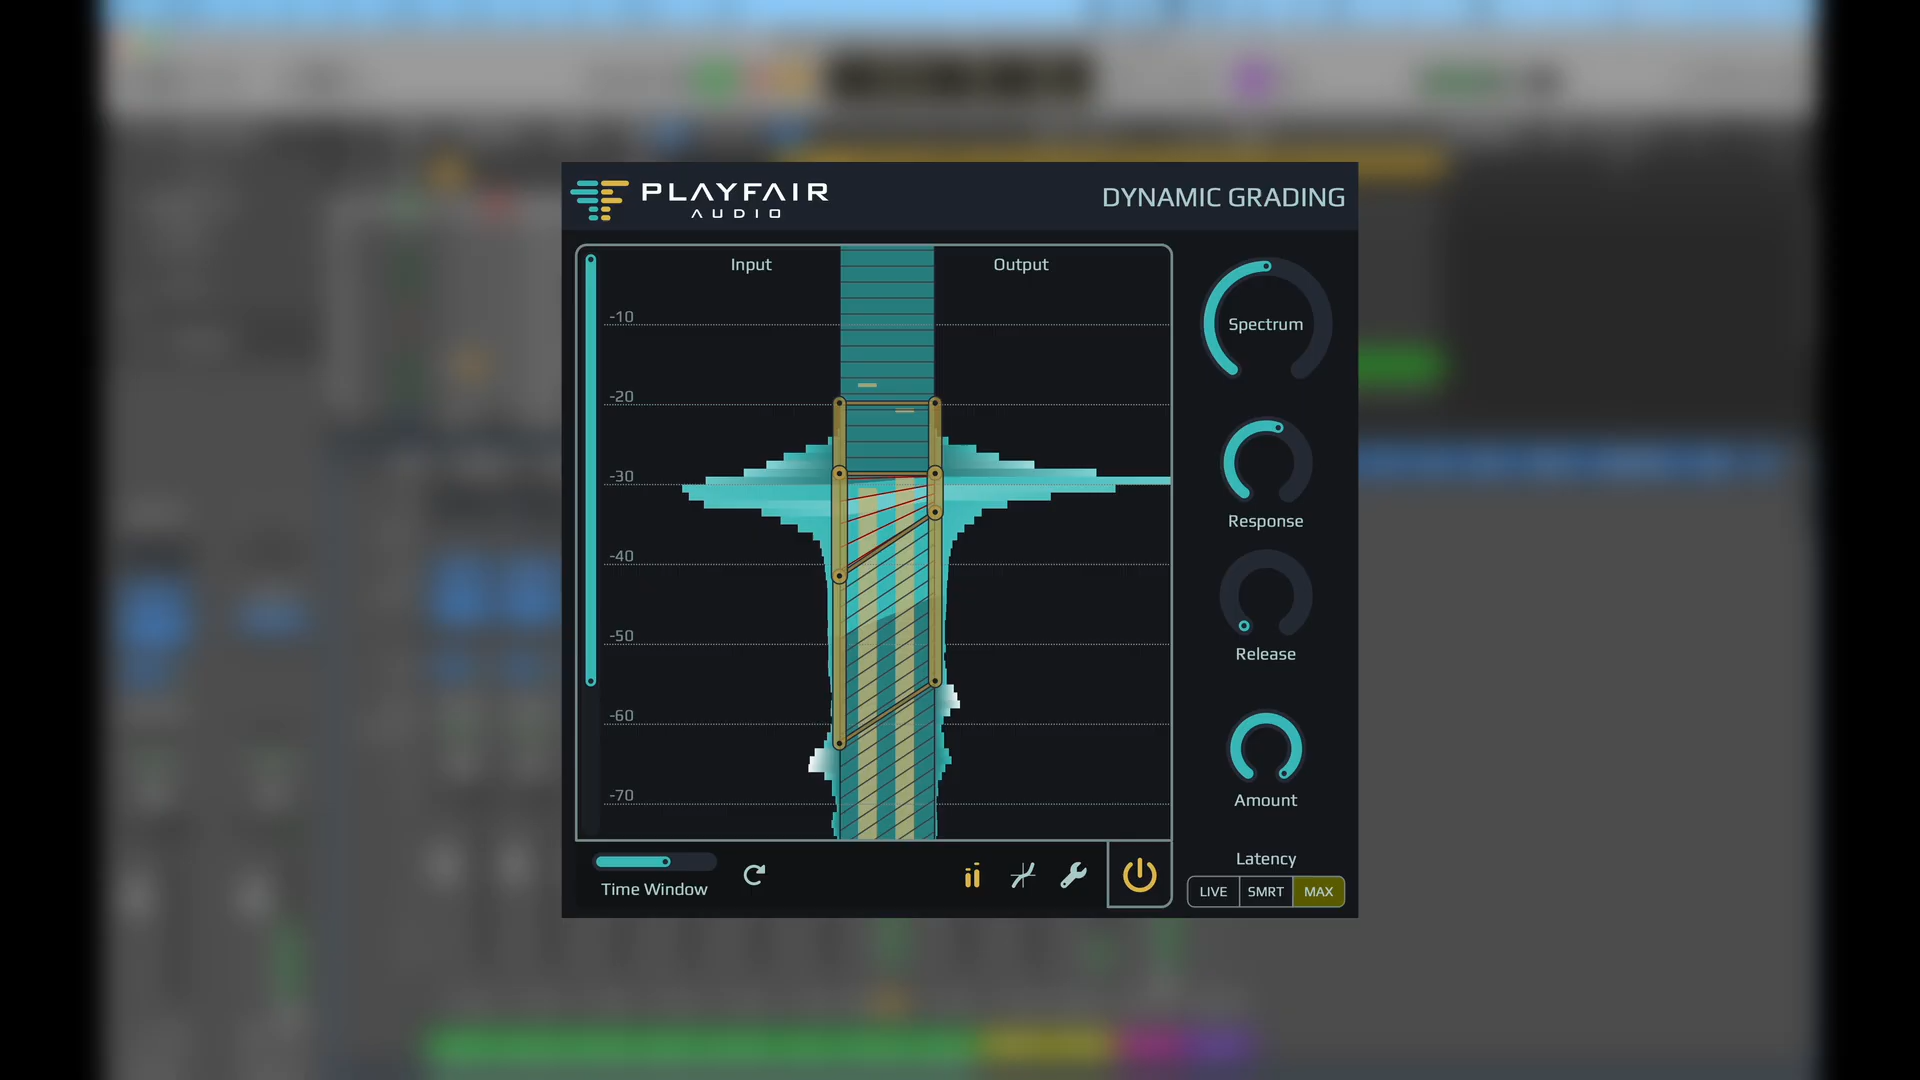 PLAYFAIR
AUDIO
DYNAMIC GRADING
Input
Output
-10
-20
-30
-40
-50
-60
-70
Spectrum
Response
Release
Amount
Time Window
Latency
LIVE
SMRT
MAX